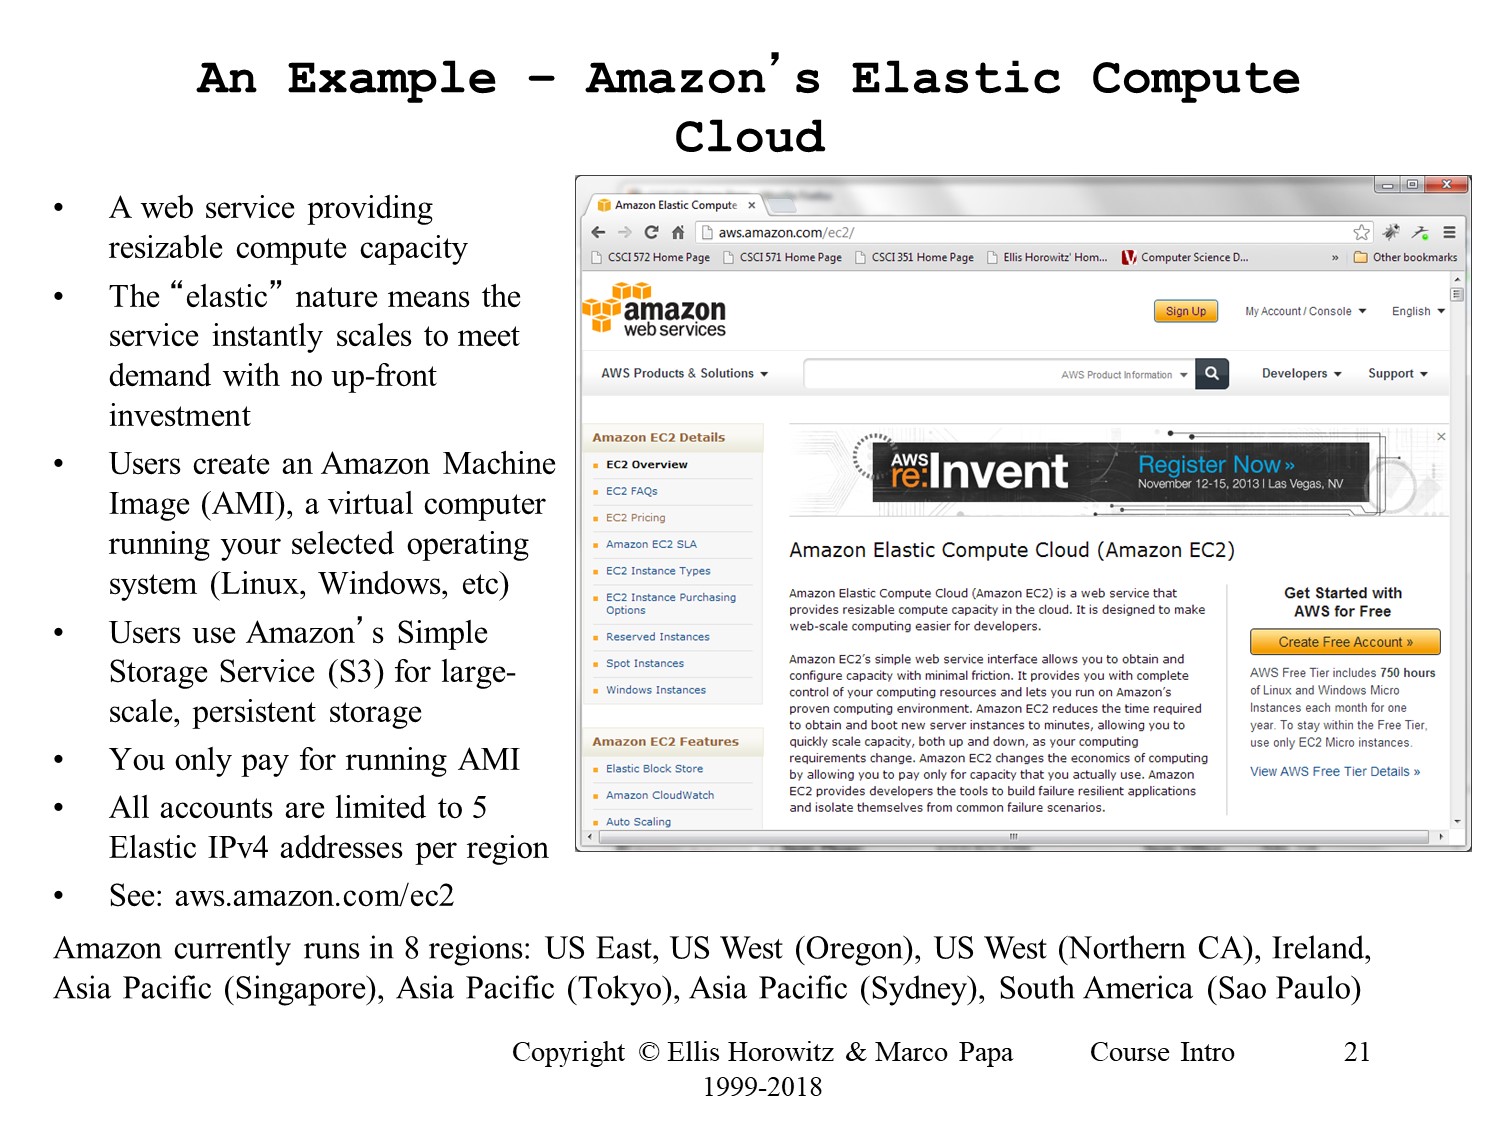 An Example – Amazon's Elastic Compute
Cloud
• A web service providing
resizable compute capacity
• The “elastic” nature means the
service instantly scales to meet
demand with no up-front
investment
• Users create an Amazon Machine
Image (AMI), a virtual computer
running your selected operating
system (Linux, Windows, etc)
• Users use Amazon's Simple
Storage Service (S3) for large-
scale, persistent storage
• You only pay for running AMI
• All accounts are limited to 5
Elastic IPv4 addresses per region
• See: aws.amazon.com/ec2
Amazon Elastic Compute
aws.amazon.com/ec2/
CSCI 572 Home Page CSCI 571 Home Page CSCI 351 Home Page Ellis Horowitz' Hom... Computer Science D... » Other bookmarks
amazon
web services
Sign Up My Account / Console English
AWS Products & Solutions AWS Product Information Developers Support
Amazon EC2 Details
EC2 Overview
EC2 FAQs
EC2 Pricing
Amazon EC2 SLA
EC2 Instance Types
EC2 Instance Purchasing
Options
Reserved Instances
Spot Instances
Windows Instances
Amazon EC2 Features
Elastic Block Store
Amazon CloudWatch
Auto Scaling
AWS
re:Invent
Register Now »
November 12-15, 2013 | Las Vegas, NV
Amazon Elastic Compute Cloud (Amazon EC2)
Amazon Elastic Compute Cloud (Amazon EC2) is a web service that
provides resizable compute capacity in the cloud. It is designed to make
web-scale computing easier for developers.
Amazon EC2's simple web service interface allows you to obtain and
configure capacity with minimal friction. It provides you with complete
control of your computing resources and lets you run on Amazon's
proven computing environment. Amazon EC2 reduces the time required
to obtain and boot new server instances to minutes, allowing you to
quickly scale capacity, both up and down, as your computing
requirements change. Amazon EC2 changes the economics of computing
by allowing you to pay only for capacity that you actually use. Amazon
EC2 provides developers the tools to build failure resilient applications
and isolate themselves from common failure scenarios.
Get Started with
AWS for Free
Create Free Account »
AWS Free Tier includes 750 hours
of Linux and Windows Micro
Instances each month for one
year. To stay within the Free Tier,
use only EC2 Micro instances.
View AWS Free Tier Details »
Amazon currently runs in 8 regions: US East, US West (Oregon), US West (Northern CA), Ireland,
Asia Pacific (Singapore), Asia Pacific (Tokyo), Asia Pacific (Sydney), South America (Sao Paulo)
Copyright © Ellis Horowitz & Marco Papa
1999-2018
Course Intro
21